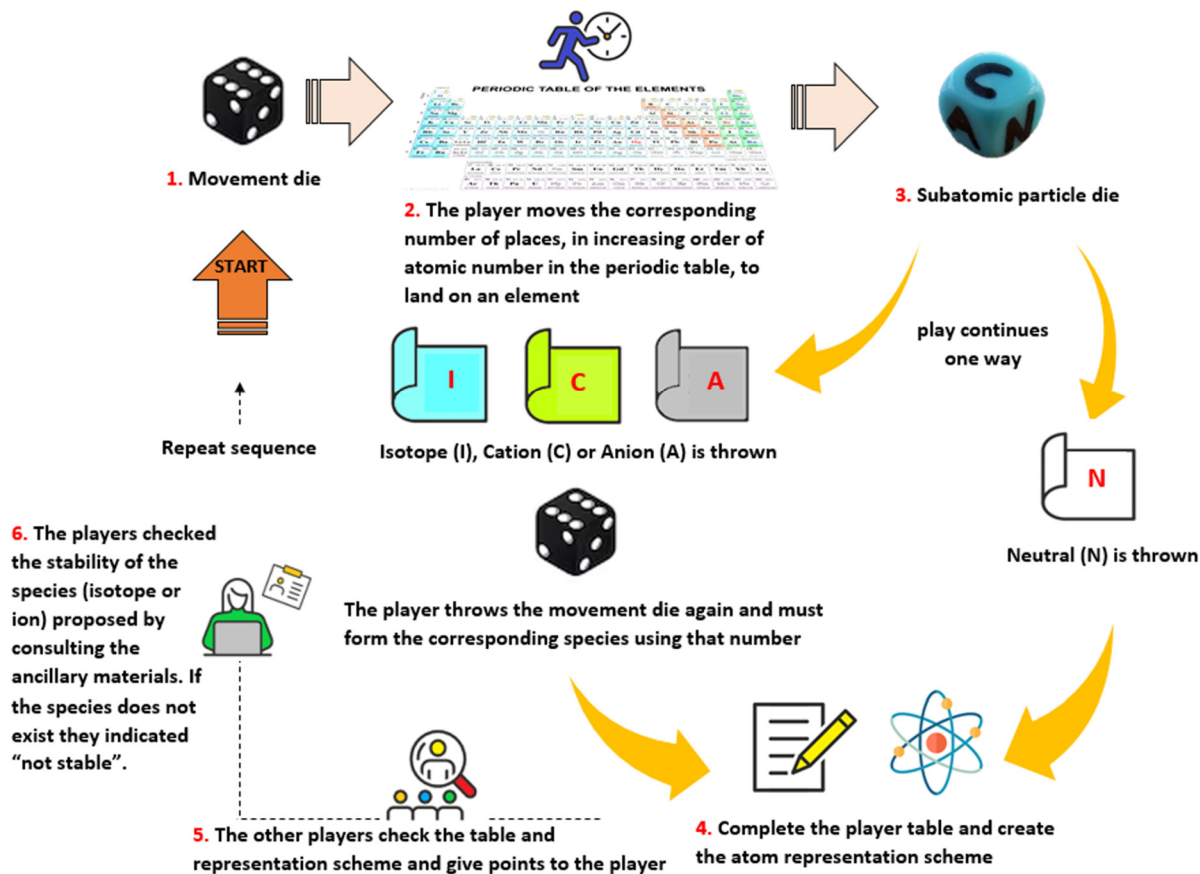 PERIODIC TABLE OF THE ELEMENTS
C
A N
1. Movement die
2. The player moves the corresponding
number of places, in increasing order of
atomic number in the periodic table, to
land on an element
3. Subatomic particle die
START
play continues
one way
I
C
A
Isotope (I), Cation (C) or Anion (A) is thrown
N
Neutral (N) is thrown
Repeat sequence
The player throws the movement die again and must
form the corresponding species using that number
6. The players checked
the stability of the
species (isotope or
ion) proposed by
consulting the
ancillary materials. If
the species does not
exist they indicated
“not stable”.
5. The other players check the table and
representation scheme and give points to the player
4. Complete the player table and create
the atom representation scheme